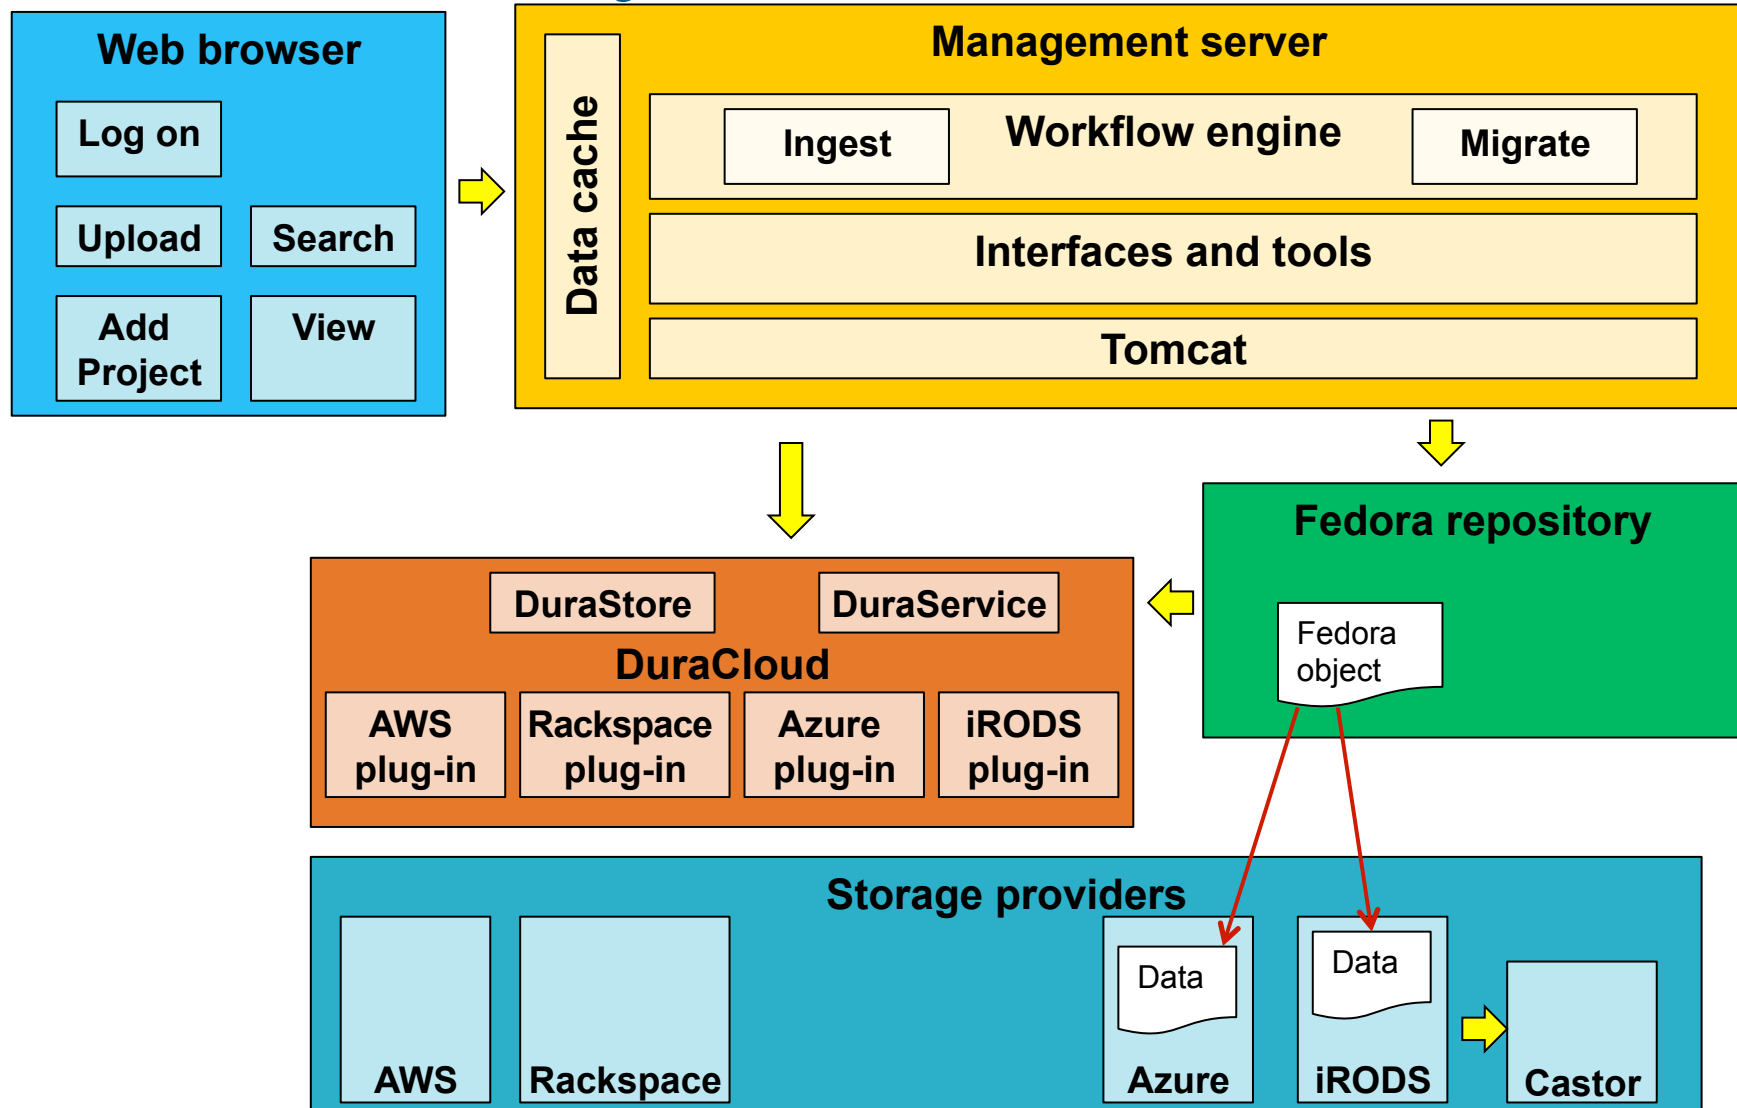 Web browser
Log on
Upload
Search
Add
Project
View
Management server
Data cache
Ingest
Workflow engine
Migrate
Interfaces and tools
Tomcat
Fedora repository
Fedora
object
DuraStore
DuraService
DuraCloud
AWS
plug-in
Rackspace
plug-in
Azure
plug-in
iRODS
plug-in
Storage providers
Data
Data
AWS
Rackspace
Azure
iRODS
Castor